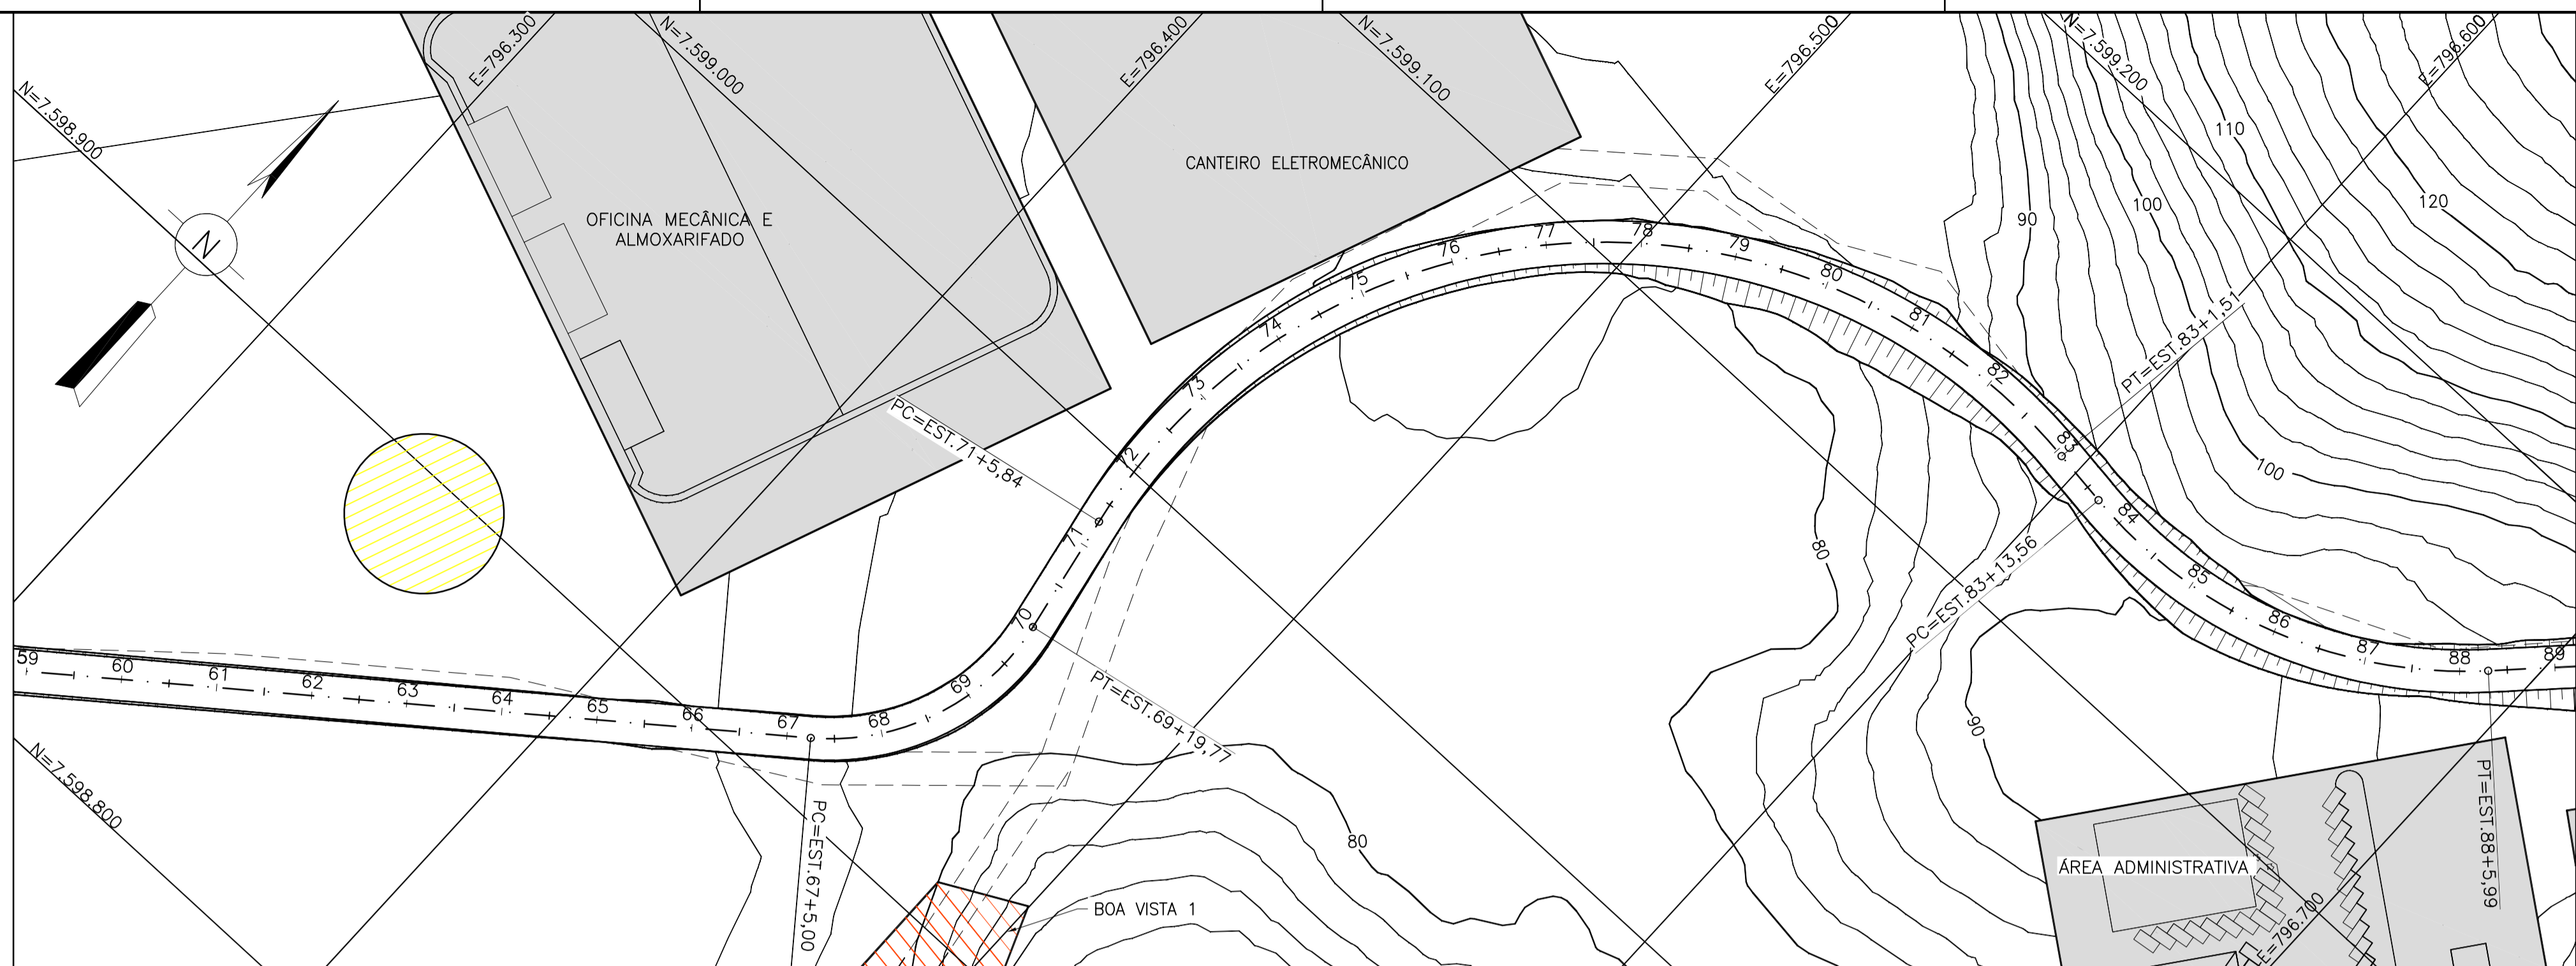 N=7.598.900
E=796.300
N=7.599.000
E=796.400
N=7.599.100
E=796.500
N=7.599.200
E=796.600
N
OFICINA MECÂNICA E
ALMOXARIFADO
CANTEIRO ELETROMECÂNICO
90
100
110
120
100
80
90
80
PC=EST.71+5,84
PT=EST.83+1,51
PC=EST.83+13,56
PT=EST.69+19,77
PC=EST.67+5,00
PT=EST.88+5,99
59
60
61
62
63
64
65
66
67
68
69
70
71
72
73
74
75
76
77
78
79
80
81
82
83
84
85
86
87
88
89
N=7.598.800
BOA VISTA 1
ÁREA ADMINISTRATIVA
E=796.700